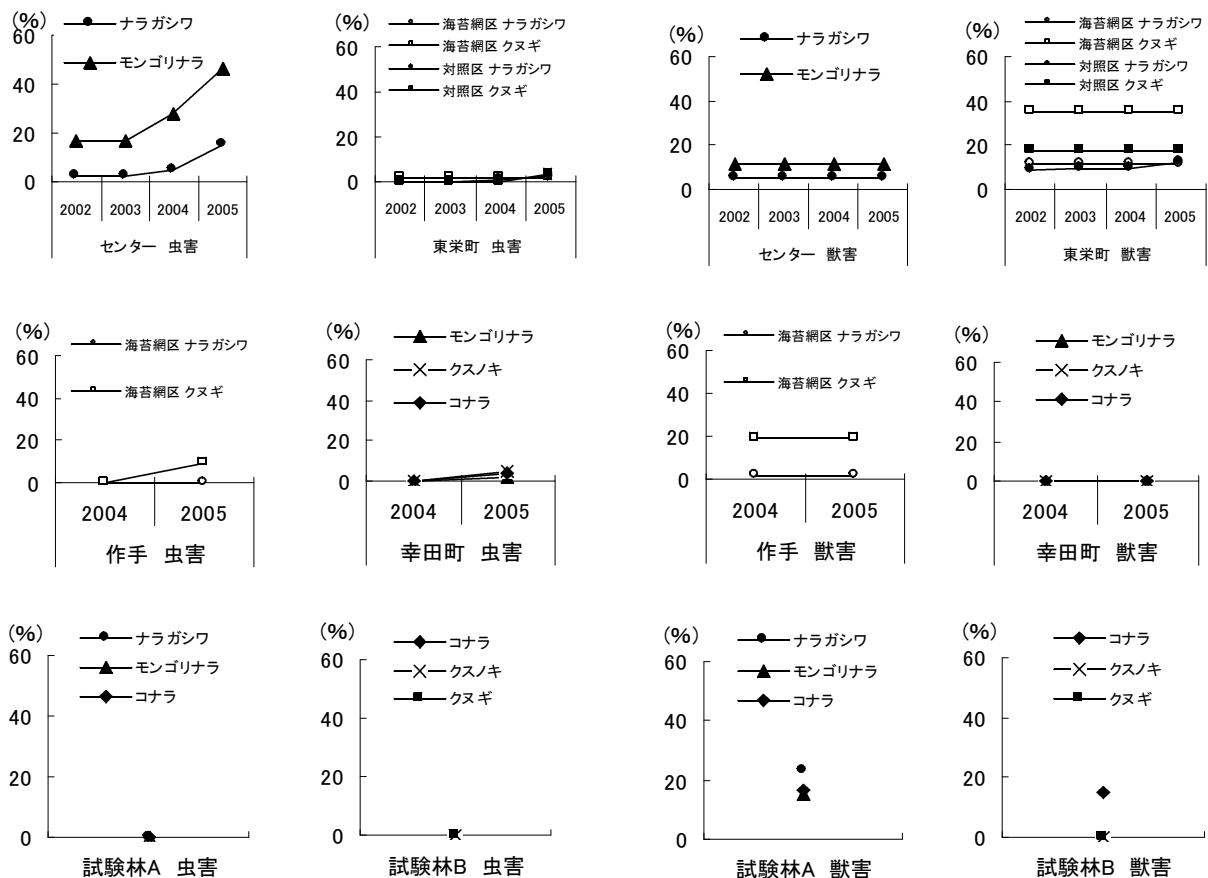 (%)
ナラガシワ
モンゴリナラ
60
40
20
0
2002 2003 2004 2005
センター 虫害
(%)
海苔網区 ナラガシワ
海苔網区 クヌギ
対照区 ナラガシワ
対照区 クヌギ
60
40
20
0
2002 2003 2004 2005
東栄町 虫害
(%)
ナラガシワ
モンゴリナラ
60
40
20
0
2002 2003 2004 2005
センター 獣害
(%)
海苔網区 ナラガシワ
海苔網区 クヌギ
対照区 ナラガシワ
対照区 クヌギ
60
40
20
0
2002 2003 2004 2005
東栄町 獣害
(%)
海苔網区 ナラガシワ
海苔網区 クヌギ
60
40
20
0
2004 2005
作手 虫害
(%)
モンゴリナラ
クスノキ
コナラ
60
40
20
0
2004 2005
幸田町 虫害
(%)
海苔網区 ナラガシワ
海苔網区 クヌギ
60
40
20
0
2004 2005
作手 獣害
(%)
モンゴリナラ
クスノキ
コナラ
60
40
20
0
2004 2005
幸田町 獣害
(%)
ナラガシワ
モンゴリナラ
コナラ
60
40
20
0
試験林A 虫害
(%)
コナラ
クスノキ
クヌギ
60
40
20
0
試験林B 虫害
(%)
ナラガシワ
モンゴリナラ
コナラ
60
40
20
0
試験林A 獣害
(%)
コナラ
クスノキ
クヌギ
60
40
20
0
試験林B 獣害